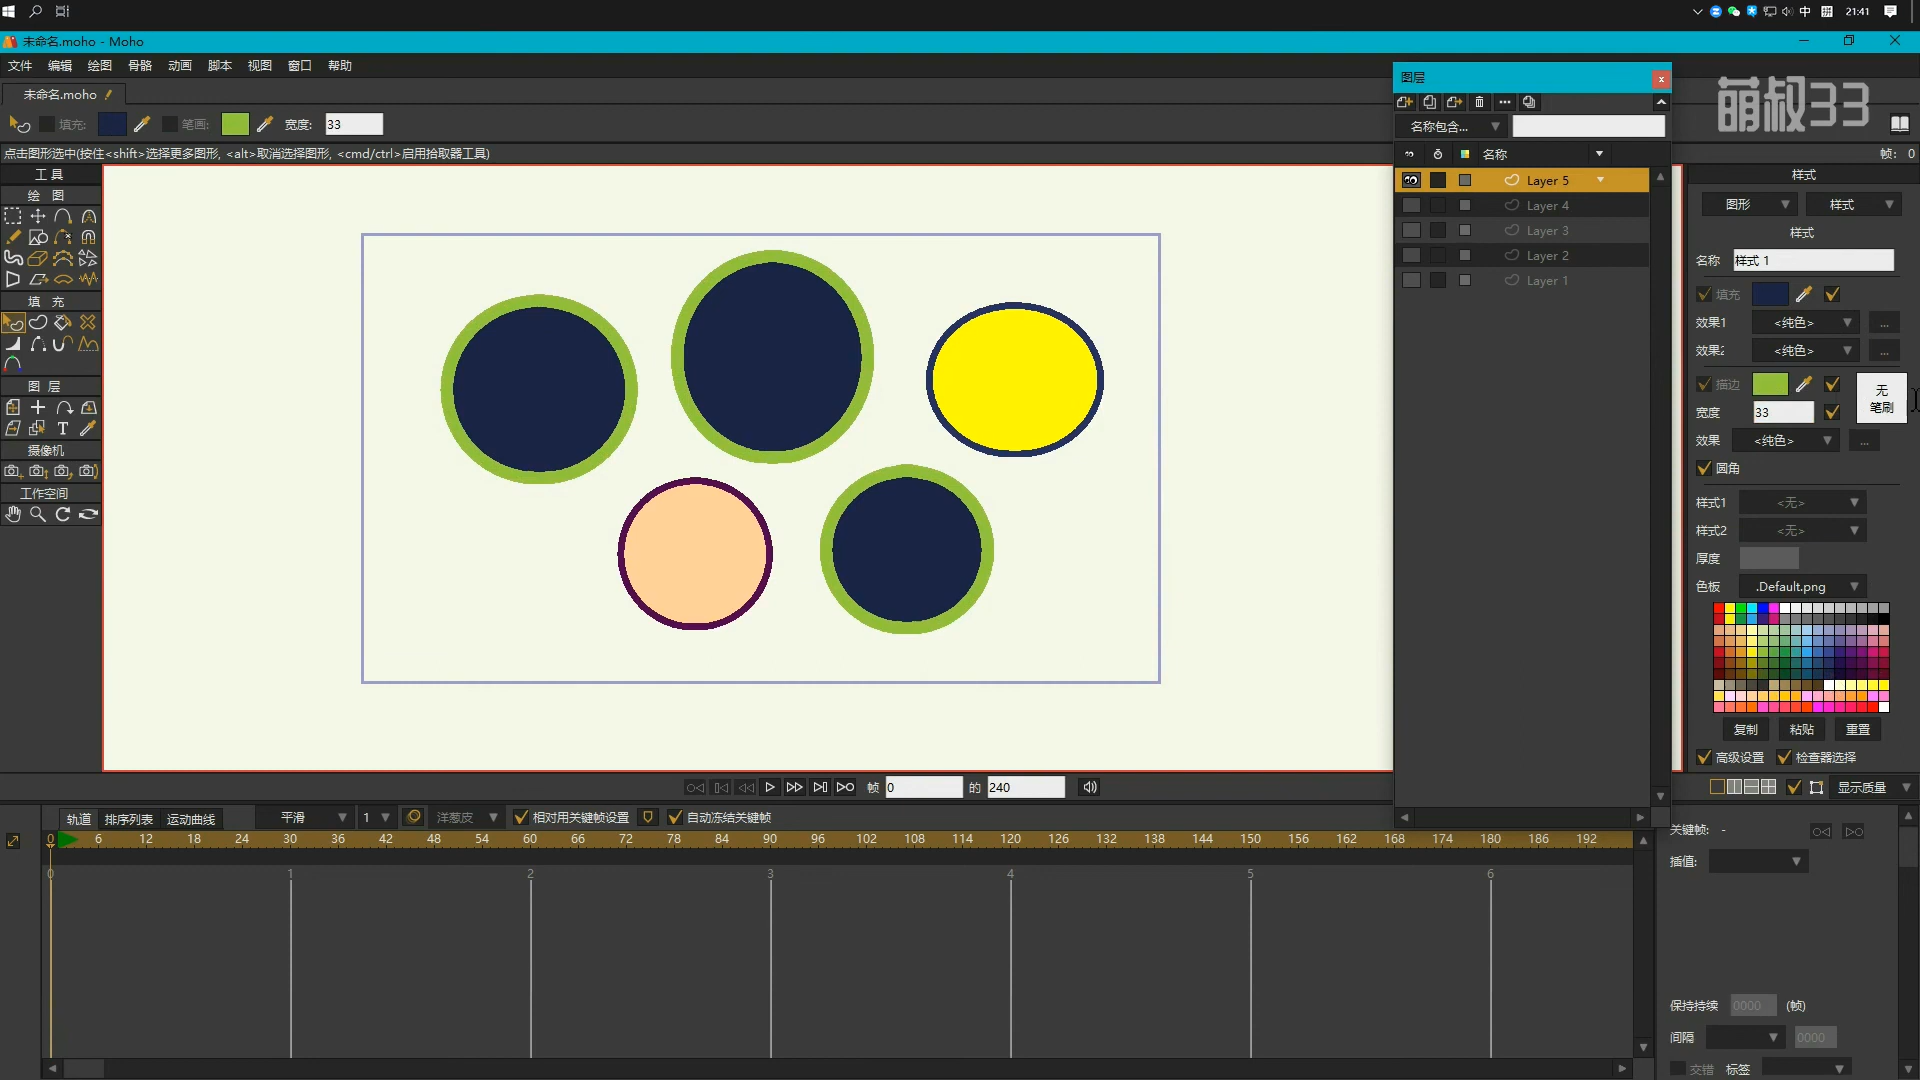 中 拼 21:41
未命名.moho - Moho
文件 编辑 绘图 骨骼 动画 脚本 视图 窗口 帮助
未命名.moho
萌叔33
填充: 笔画: 宽度: 33
点击图形选中(按住<shift>选择更多图形, <alt>取消选择图形, <cmd/ctrl>启用拾取器工具)
帧: 0
工具
绘 图
填 充
图 层
T
摄像机
工作空间
图层
名称包含...
名称
Layer 5
Layer 4
Layer 3
Layer 2
Layer 1
样式
图形 样式
样式
名称 样式 1
填充
效果1 <纯色> ...
效果2 <纯色> ...
描边
无
笔刷
宽度 33
效果 <纯色> ...
圆角
样式1 <无>
样式2 <无>
厚度
色板 .Default.png
复制 粘贴 重置
高级设置 检查器选择
帧 0 的 240
显示质量
轨道 排序列表 运动曲线 平滑 1 洋葱皮 相对用关键帧设置 自动冻结关键帧
0 6 12 18 24 30 36 42 48 54 60 66 72 78 84 90 96 102 108 114 120 126 132 138 144 150 156 162 168 174 180 186 192
0 1 2 3 4 5 6
关键帧: -
插值:
保持持续 0000 (帧)
间隔 0000
交错 标签